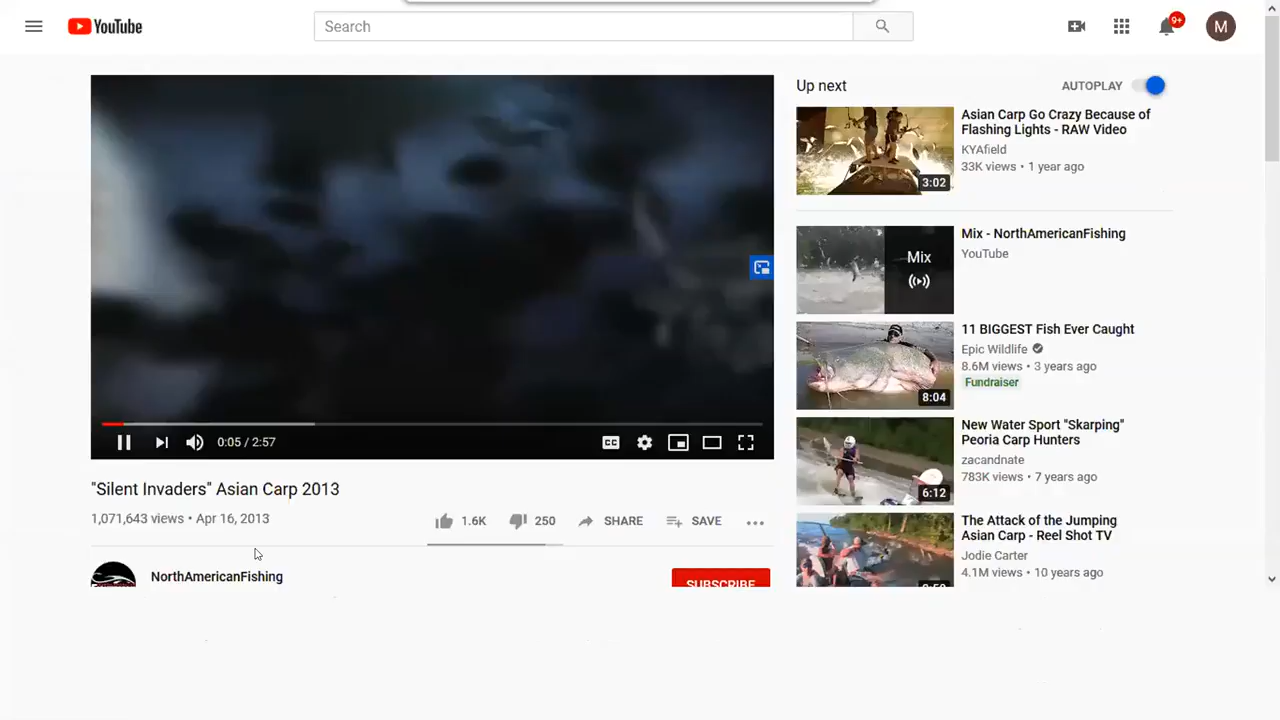 YouTube
Search
9+
M
0:05 / 2:57
CC
"Silent Invaders" Asian Carp 2013
1,071,643 views • Apr 16, 2013
1.6K
250
SHARE
SAVE
NorthAmericanFishing
SUBSCRIBE
Up next
AUTOPLAY
3:02
Asian Carp Go Crazy Because of
Flashing Lights - RAW Video
KYAfield
33K views • 1 year ago
Mix
Mix - NorthAmericanFishing
YouTube
8:04
11 BIGGEST Fish Ever Caught
Epic Wildlife
8.6M views • 3 years ago
Fundraiser
6:12
New Water Sport "Skarping"
Peoria Carp Hunters
zacandnate
783K views • 7 years ago
The Attack of the Jumping
Asian Carp - Reel Shot TV
Jodie Carter
4.1M views • 10 years ago